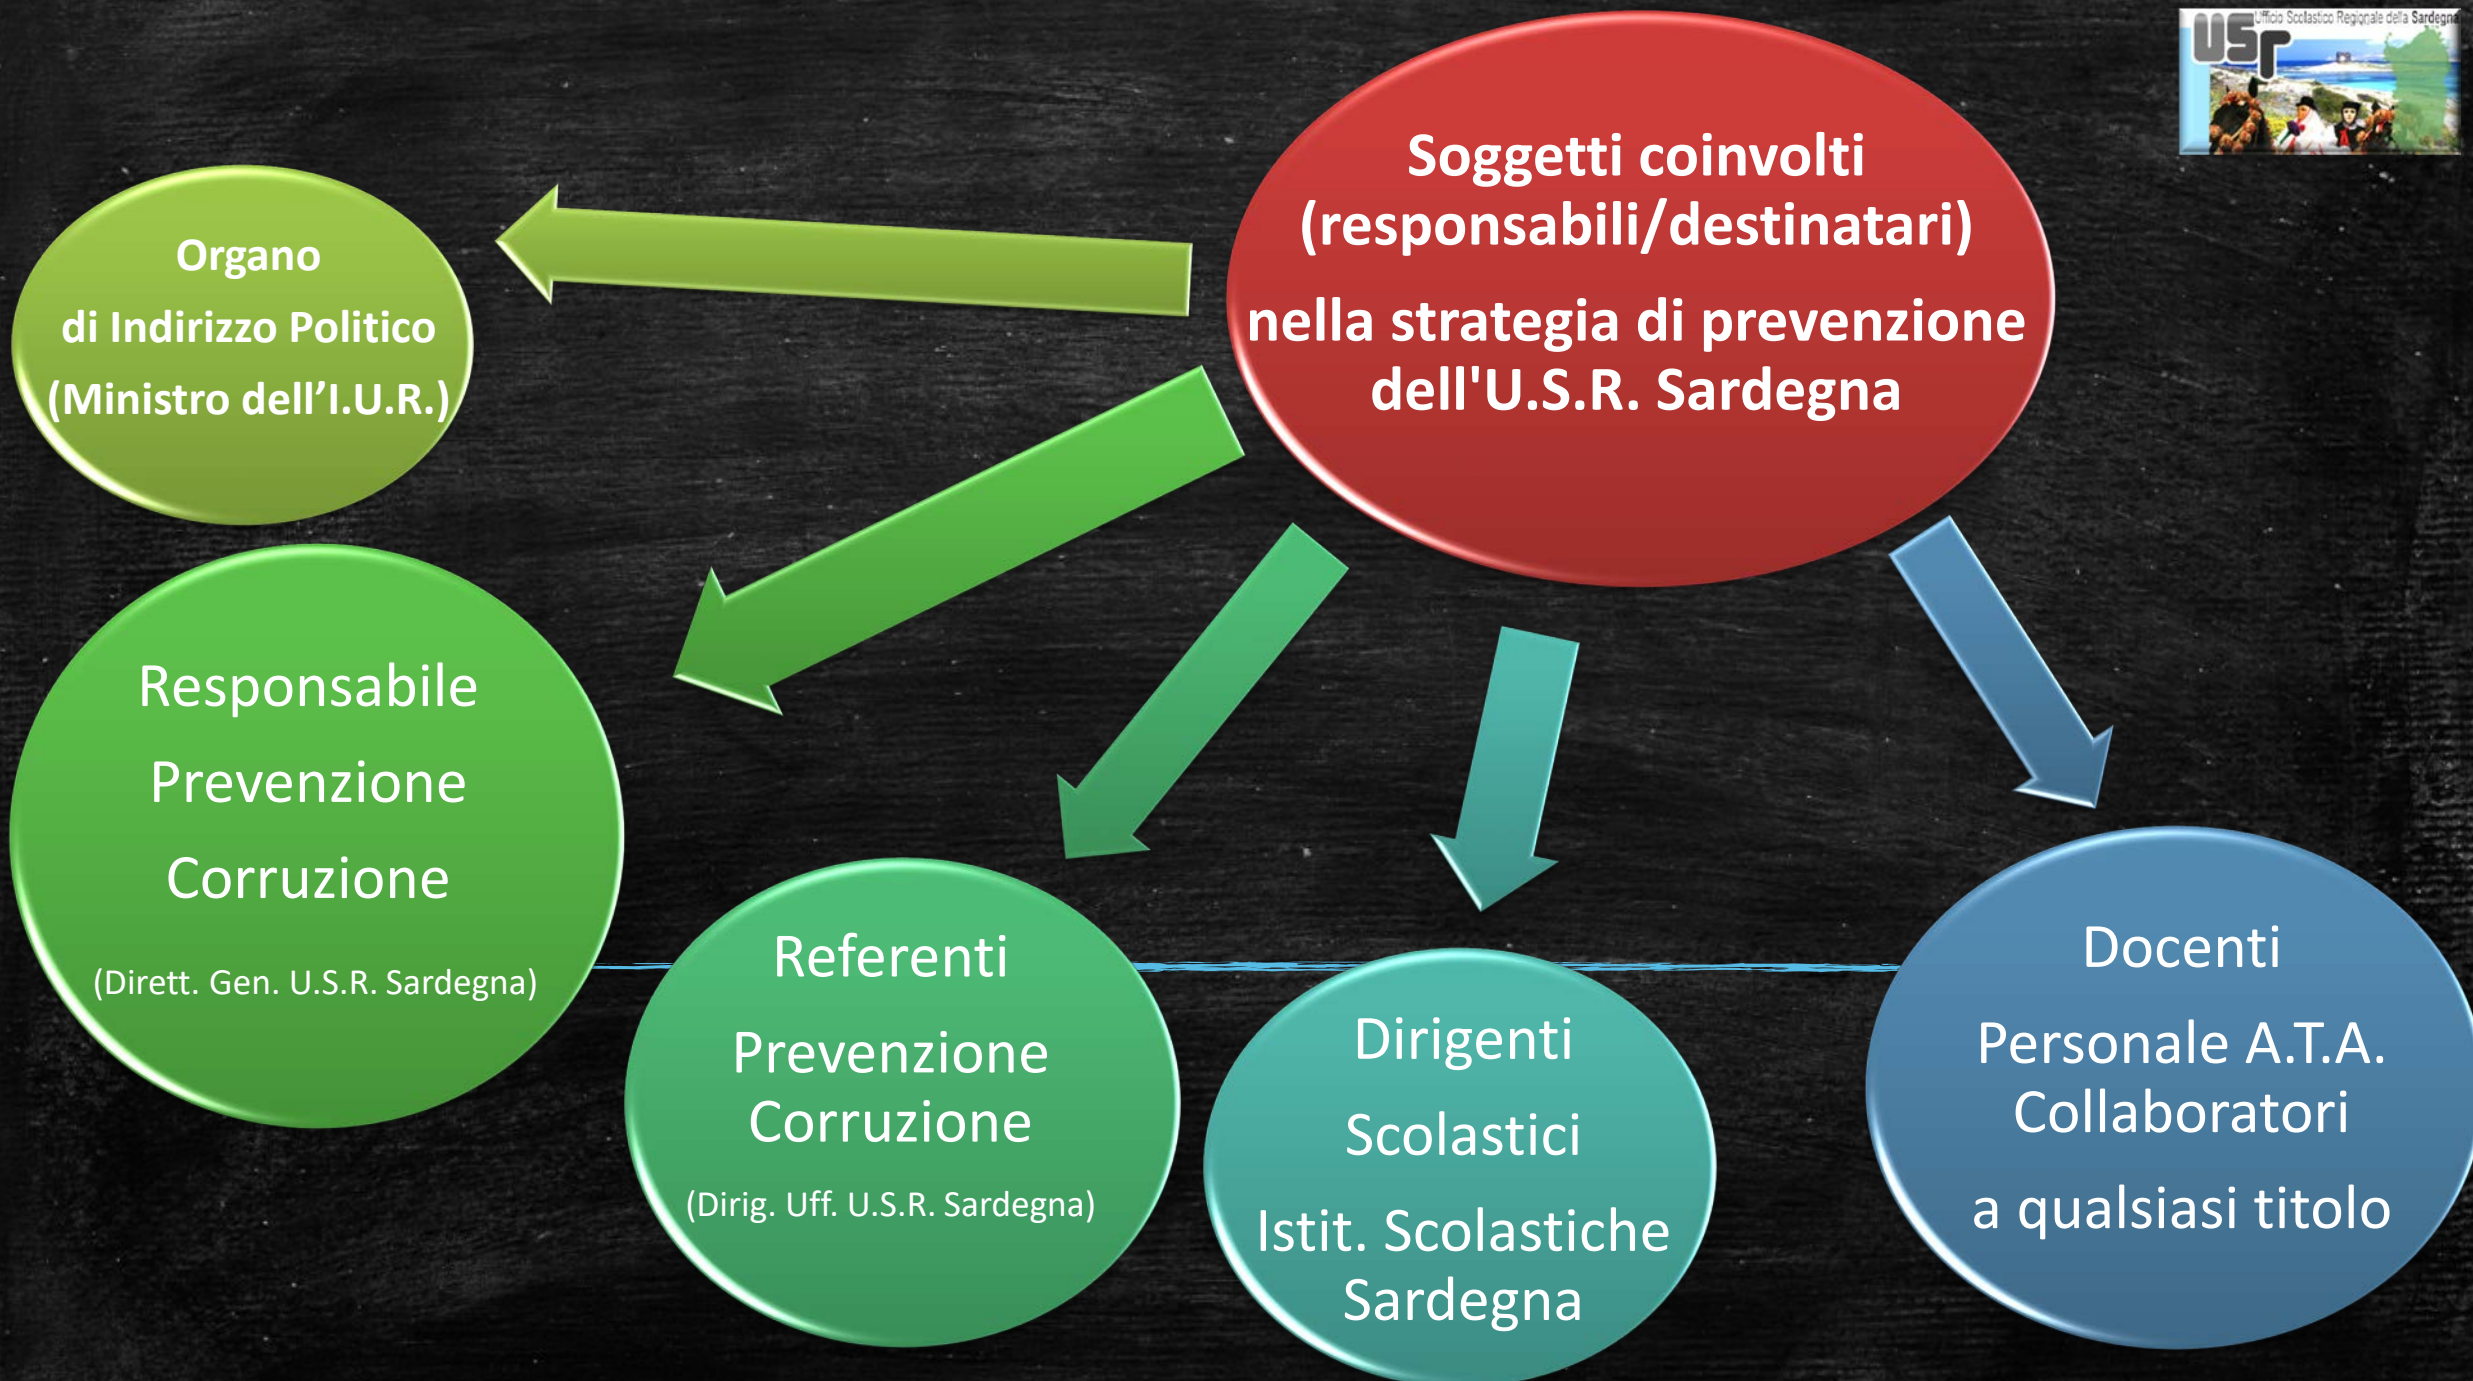 Ufficio Scolastico Regionale della Sardegna
usr
Soggetti coinvolti
(responsabili/destinatari)
nella strategia di prevenzione
dell'U.S.R. Sardegna
Organo
di Indirizzo Politico
(Ministro dell’I.U.R.)
Responsabile
Prevenzione
Corruzione
(Dirett. Gen. U.S.R. Sardegna)
Referenti
Prevenzione
Corruzione
(Dirig. Uff. U.S.R. Sardegna)
Dirigenti
Scolastici
Istit. Scolastiche
Sardegna
Docenti
Personale A.T.A.
Collaboratori
a qualsiasi titolo